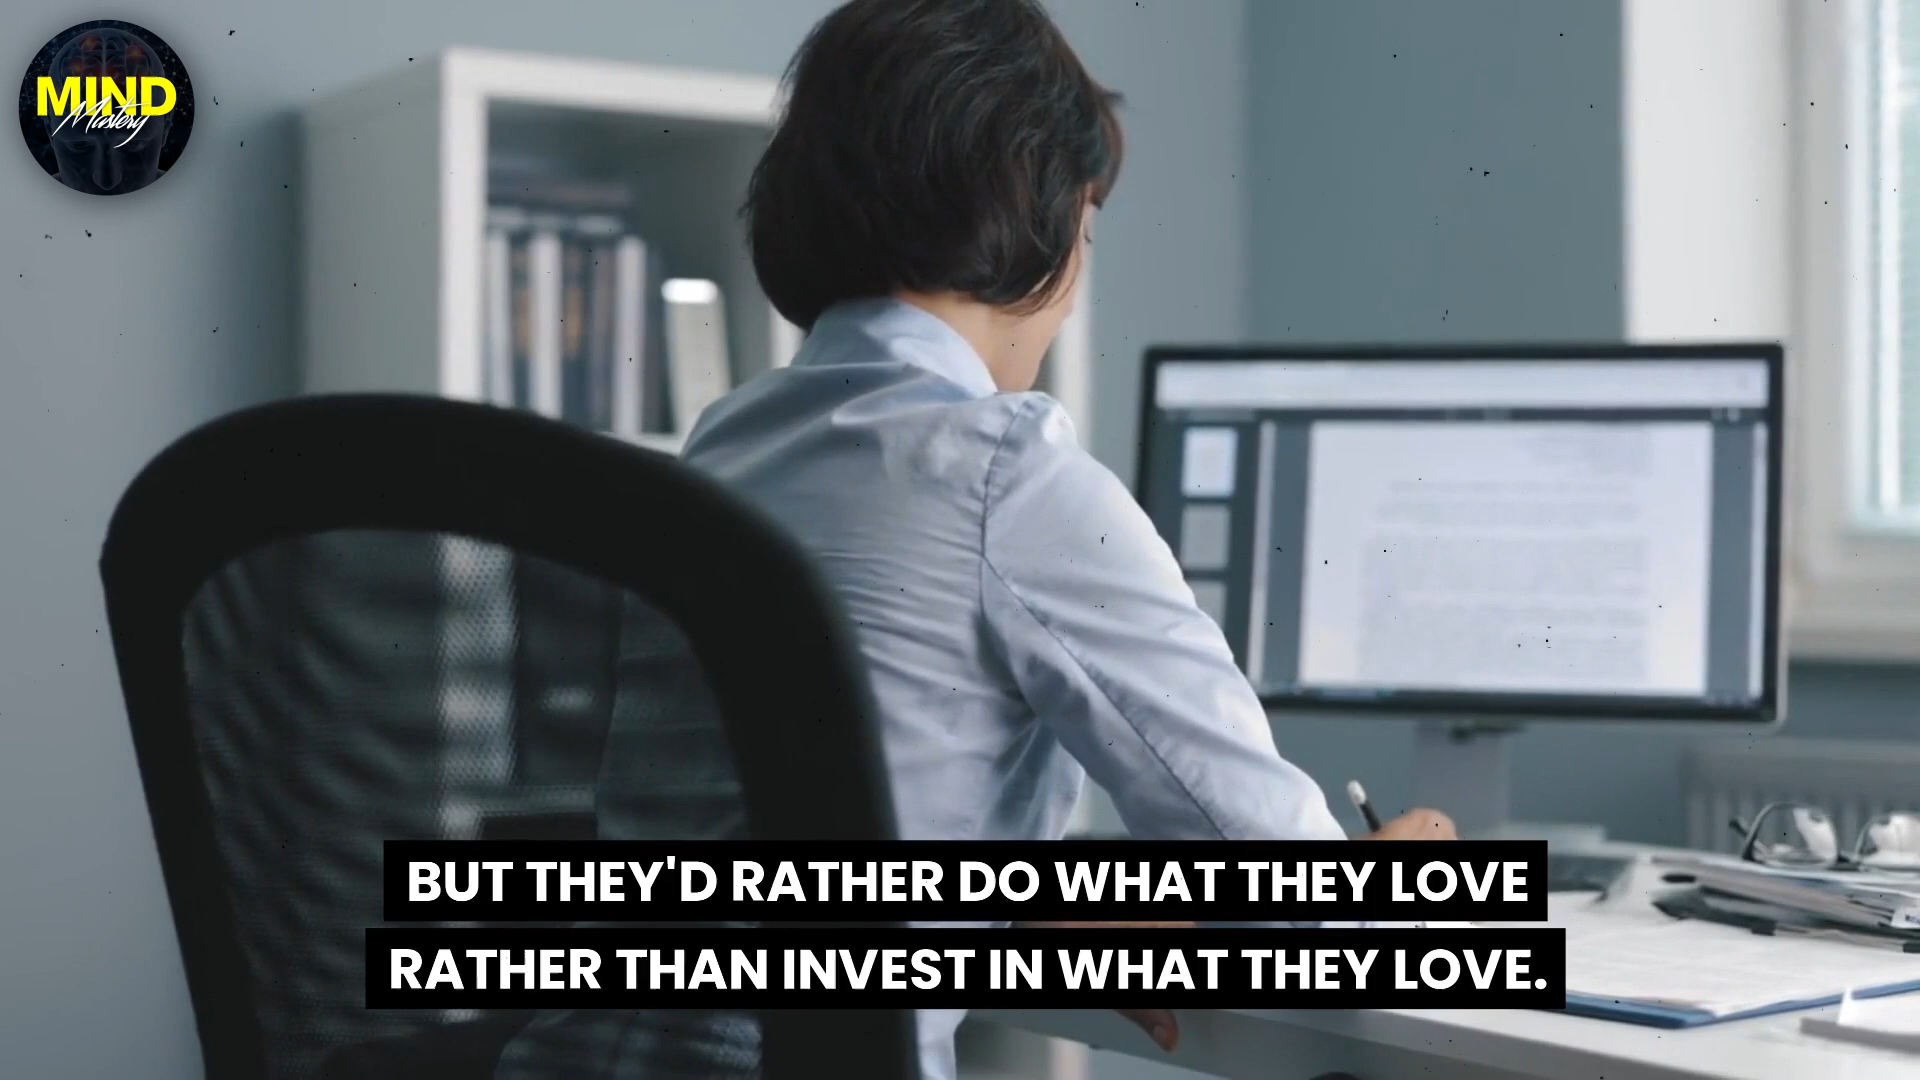 MIND
Mastery
BUT THEY'D RATHER DO WHAT THEY LOVE
RATHER THAN INVEST IN WHAT THEY LOVE.